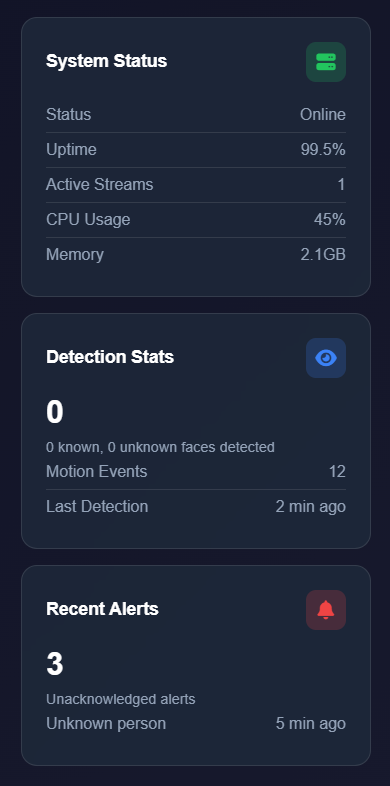 System Status
Status Online
Uptime 99.5%
Active Streams 1
CPU Usage 45%
Memory 2.1GB
Detection Stats
0
0 known, 0 unknown faces detected
Motion Events 12
Last Detection 2 min ago
Recent Alerts
3
Unacknowledged alerts
Unknown person 5 min ago